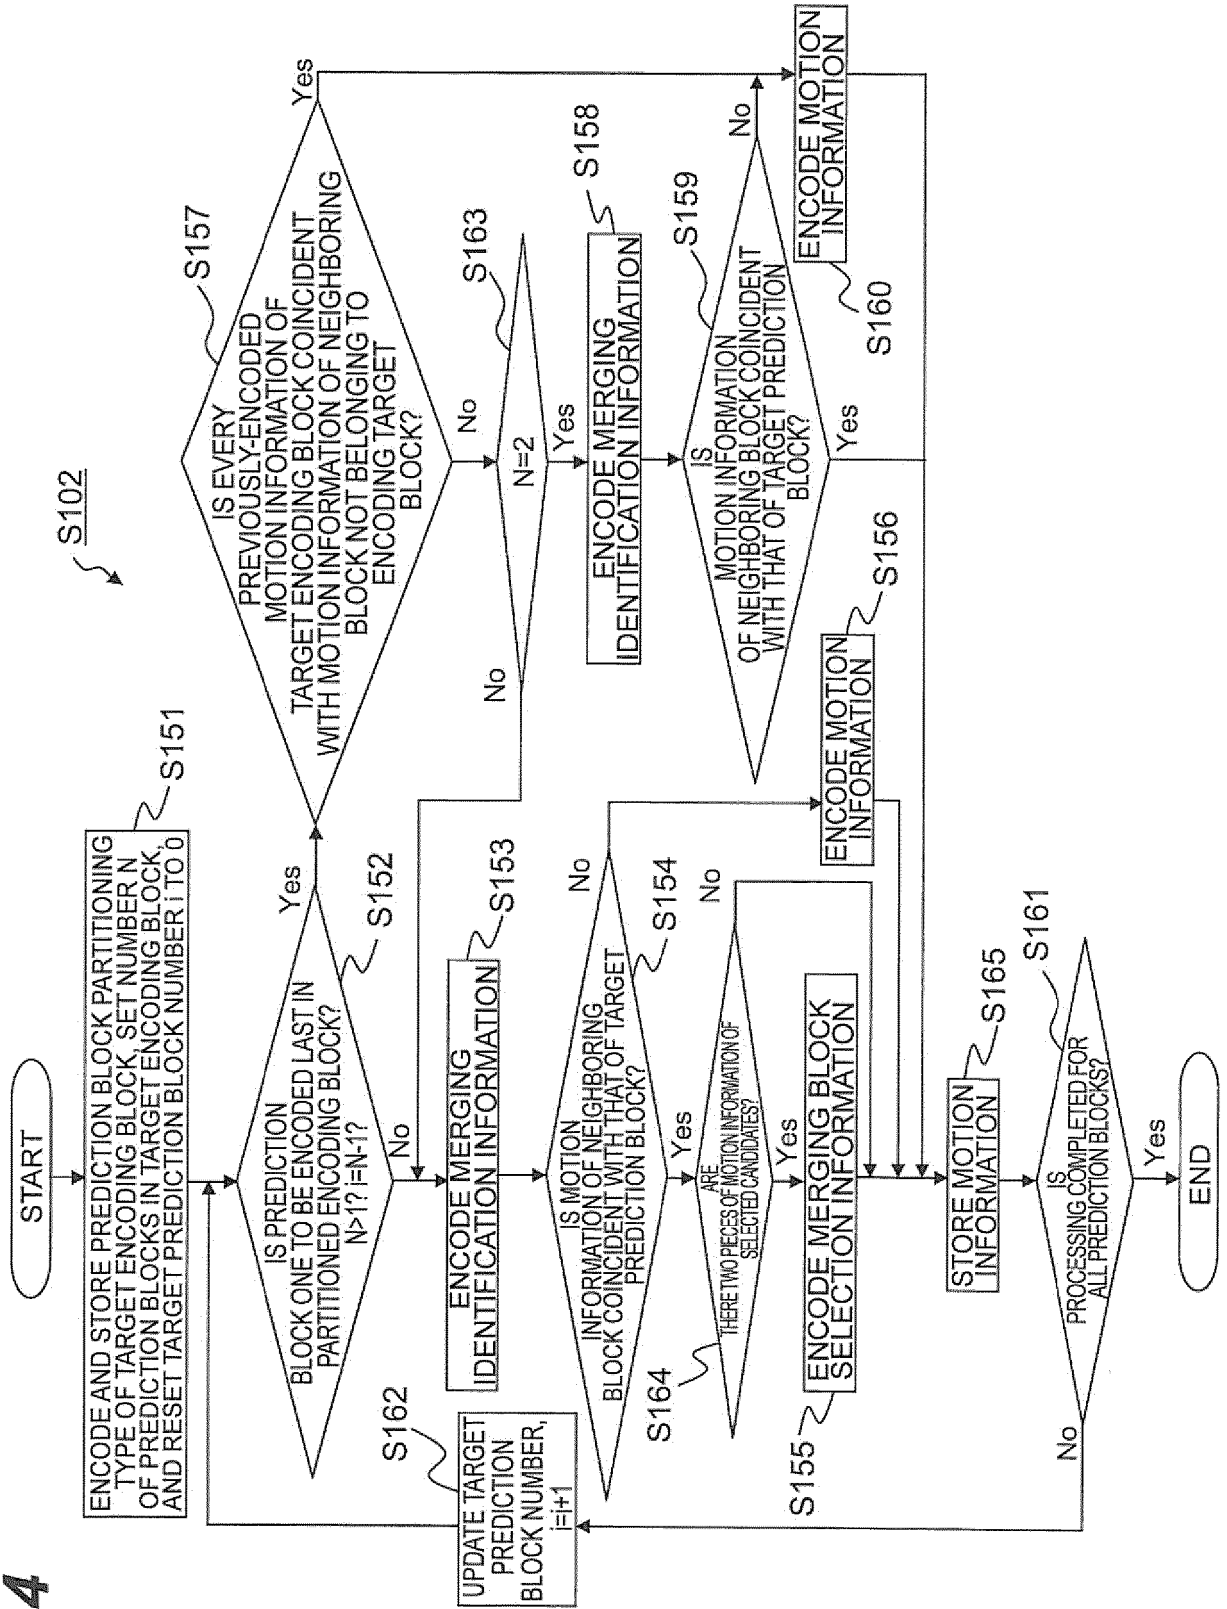 4
S102
START
ENCODE AND STORE PREDICTION BLOCK PARTITIONING
TYPE OF TARGET ENCODING BLOCK, SET NUMBER N
OF PREDICTION BLOCKS IN TARGET ENCODING BLOCK,
AND RESET TARGET PREDICTION BLOCK NUMBER i TO 0
S151
IS PREDICTION
BLOCK ONE TO BE ENCODED LAST IN
PARTITIONED ENCODING BLOCK?
N>1? i=N-1?
S152
Yes
No
IS EVERY
PREVIOUSLY-ENCODED
MOTION INFORMATION OF
TARGET ENCODING BLOCK COINCIDENT
WITH MOTION INFORMATION OF NEIGHBORING
BLOCK NOT BELONGING TO
ENCODING TARGET
BLOCK?
S157
Yes
No
N=2
S163
No
Yes
ENCODE MERGING
IDENTIFICATION INFORMATION
S158
IS
MOTION INFORMATION
OF NEIGHBORING BLOCK COINCIDENT
WITH THAT OF TARGET PREDICTION
BLOCK?
S159
No
Yes
ENCODE MOTION
INFORMATION
S160
ENCODE MERGING
IDENTIFICATION INFORMATION
S153
IS MOTION
INFORMATION OF NEIGHBORING
BLOCK COINCIDENT WITH THAT OF TARGET
PREDICTION BLOCK?
S154
No
Yes
ENCODE MOTION
INFORMATION
S156
ARE
THERE TWO PIECES OF MOTION INFORMATION OF
SELECTED CANDIDATES?
S164
No
Yes
ENCODE MERGING BLOCK
SELECTION INFORMATION
S155
STORE MOTION
INFORMATION
S165
IS
PROCESSING COMPLETED FOR
ALL PREDICTION BLOCKS?
S161
No
Yes
UPDATE TARGET
PREDICTION
BLOCK NUMBER,
i=i+1
S162
END